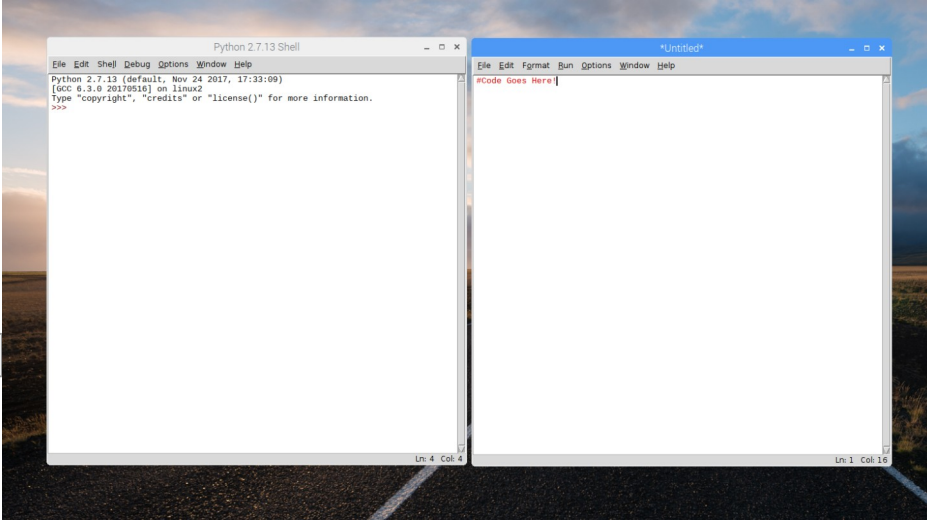 Python 2.7.13 Shell
File Edit Shell Debug Options Window Help
Python 2.7.13 (default, Nov 24 2017, 17:33:09)
[GCC 6.3.0 20170516] on linux2
Type "copyright", "credits" or "license()" for more information.
>>>
Ln: 4 Col: 4
*Untitled*
File Edit Format Run Options Window Help
#Code Goes Here!
Ln: 1 Col: 16